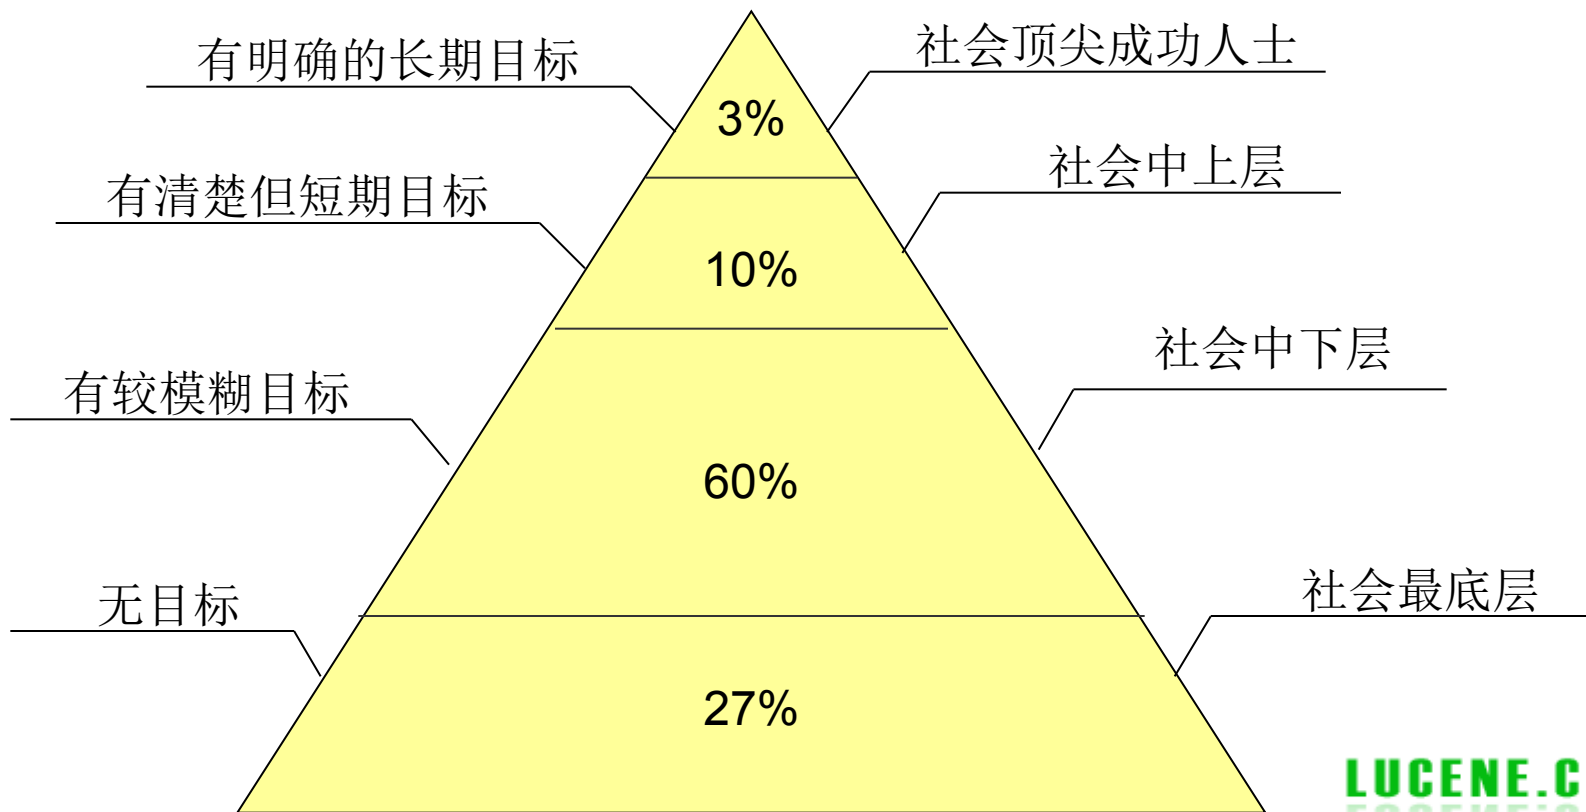 有明确的长期目标
社会顶尖成功人士
3%
有清楚但短期目标
社会中上层
10%
有较模糊目标
社会中下层
60%
无目标
社会最底层
27%
LUCENE.C